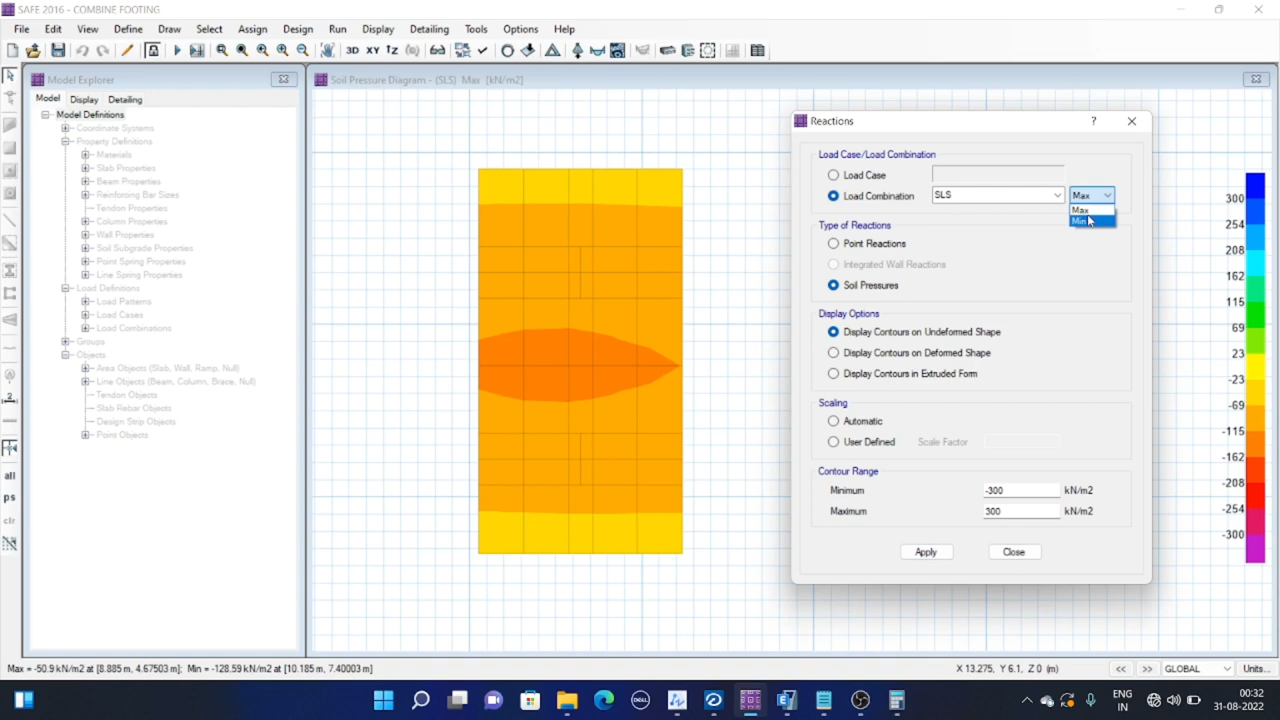 SAFE 2016 - COMBINE FOOTING
File Edit View Define Draw Select Assign Design Run Display Detailing Tools Options Help
3D XY
Model Explorer
Model Display Detailing
Model Definitions
Coordinate Systems
Property Definitions
Materials
Slab Properties
Beam Properties
Reinforcing Bar Sizes
Tendon Properties
Column Properties
Wall Properties
Soil Subgrade Properties
Point Spring Properties
Line Spring Properties
Load Definitions
Load Patterns
Load Cases
Load Combinations
Groups
Objects
Area Objects (Slab, Wall, Ramp, Null)
Line Objects (Beam, Column, Brace, Null)
Tendon Objects
Slab Rebar Objects
Design Strip Objects
Point Objects
all
ps
clr
Soil Pressure Diagram - (SLS) Max [kN/m2]
Reactions
?
Load Case/Load Combination
Load Case
Load Combination SLS Max
Max
Min
Type of Reactions
Point Reactions
Integrated Wall Reactions
Soil Pressures
Display Options
Display Contours on Undeformed Shape
Display Contours on Deformed Shape
Display Contours in Extruded Form
Scaling
Automatic
User Defined Scale Factor
Contour Range
Minimum -300 kN/m2
Maximum 300 kN/m2
Apply Close
300
254
208
162
115
69
23
-23
-69
-115
-162
-208
-254
-300
Max = -50.9 kN/m2 at [8.885 m, 4.67503 m]; Min = -128.59 kN/m2 at [10.185 m, 7.40003 m]
X 13.275, Y 6.1, Z 0 (m) << >> GLOBAL Units...
DELL
ENG
IN
00:32
31-08-2022